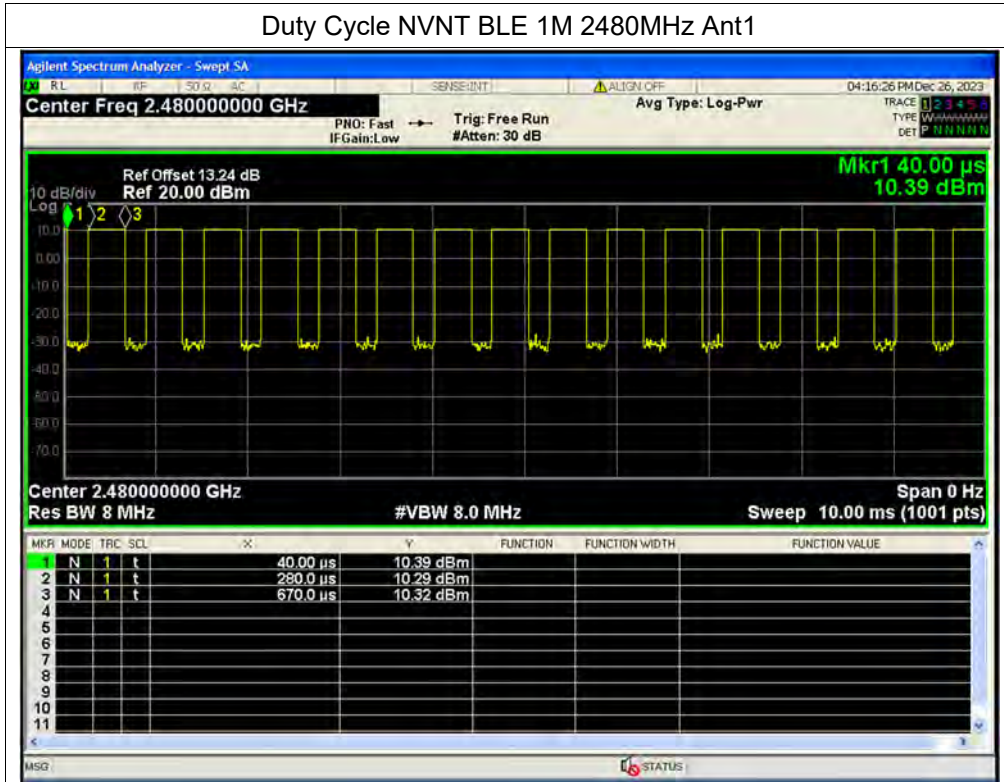 Duty Cycle NVNT BLE 1M 2480MHz Ant1
Agilent Spectrum Analyzer - Swept SA
RL RF 50 Ω AC SENSE:INT ALIGN OFF 04:16:26 PM Dec 26, 2023
Center Freq 2.480000000 GHz Avg Type: Log-Pwr TRACE 1 2 3 4 5 6
PNO: Fast Trig: Free Run TYPE W
IFGain:Low #Atten: 30 dB DET P N N N N N
Mkr1 40.00 µs
Ref Offset 13.24 dB
10 dB/div Ref 20.00 dBm 10.39 dBm
Log
1 2 3
10.0
0.00
-10.0
-20.0
-30.0
-40.0
-50.0
-60.0
-70.0
Center 2.480000000 GHz Span 0 Hz
Res BW 8 MHz #VBW 8.0 MHz Sweep 10.00 ms (1001 pts)
MKR MODE TRC SCL X Y FUNCTION FUNCTION WIDTH FUNCTION VALUE
1 N 1 t 40.00 µs 10.39 dBm
2 N 1 t 280.0 µs 10.29 dBm
3 N 1 t 670.0 µs 10.32 dBm
4
5
6
7
8
9
10
11
MSG STATUS